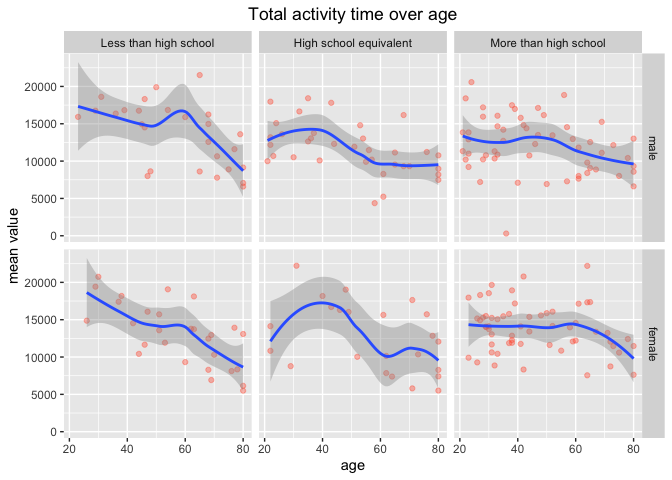 Total activity time over age
Less than high school
High school equivalent
More than high school
20000
15000
10000
5000
0
male
mean value
20000
15000
10000
5000
0
female
20
40
60
80
20
40
60
80
20
40
60
80
age